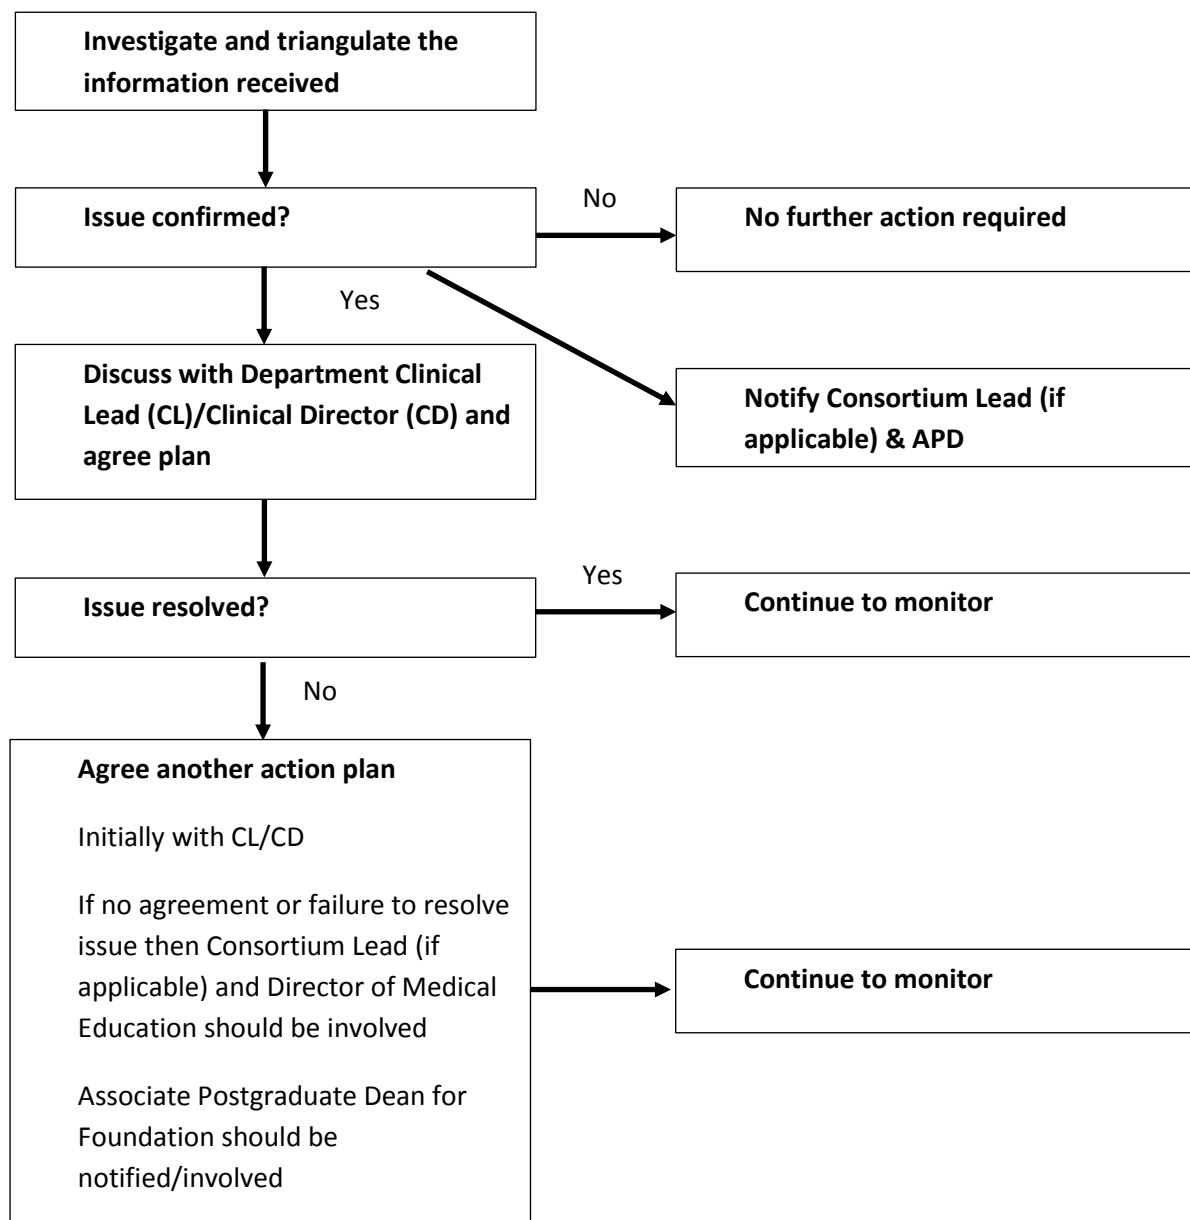 Investigate and triangulate the
information received
Issue confirmed?
No
No further action required
Yes
Discuss with Department Clinical
Lead (CL)/Clinical Director (CD) and
agree plan
Notify Consortium Lead (if
applicable) & APD
Issue resolved?
Yes
Continue to monitor
No
Agree another action plan
Initially with CL/CD
If no agreement or failure to resolve
issue then Consortium Lead (if
applicable) and Director of Medical
Education should be involved
Associate Postgraduate Dean for
Foundation should be
notified/involved
Continue to monitor